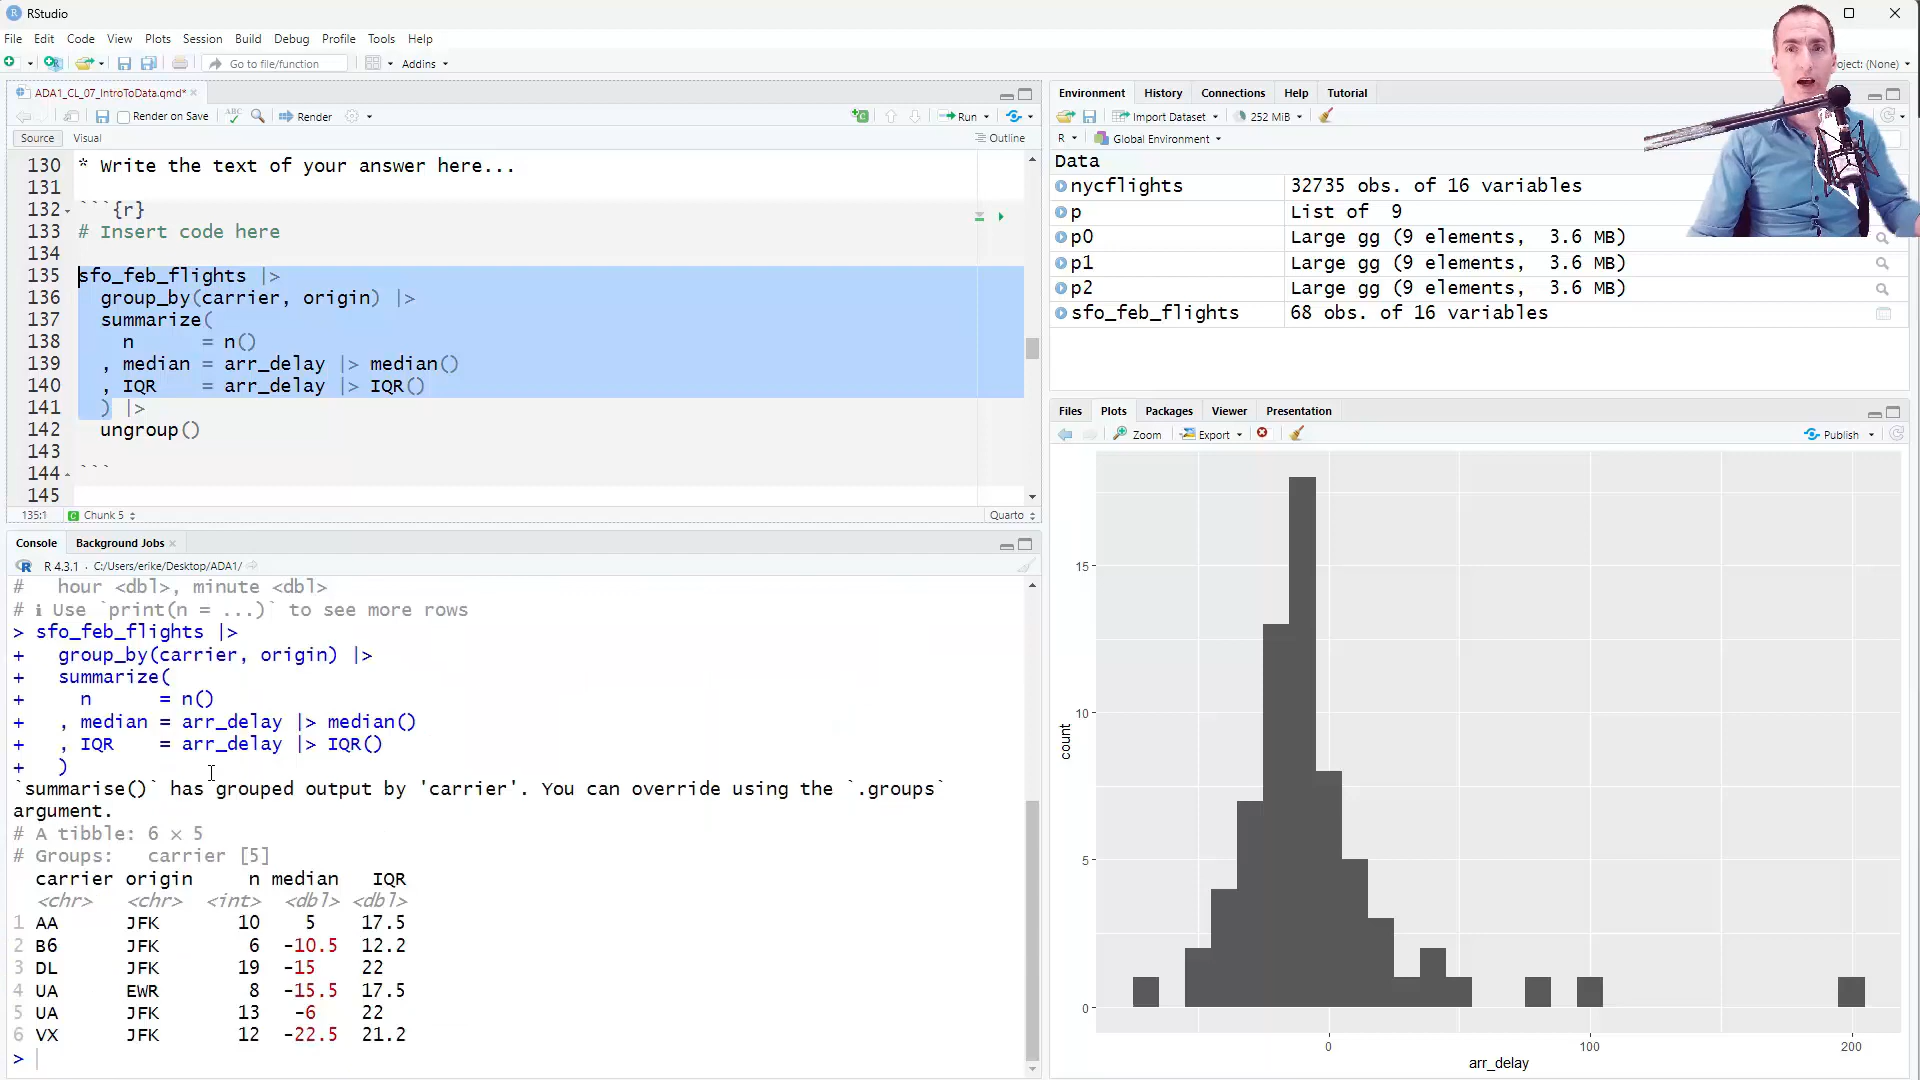 RStudio
File Edit Code View Plots Session Build Debug Profile Tools Help
Go to file/function Addins
oject: (None)
ADA1_CL_07_IntroToData.qmd*
Render on Save ABC Render Run
Source Visual Outline
130 * Write the text of your answer here...
131
132 ```{r}
133 # Insert code here
134
135 sfo_feb_flights |>
136   group_by(carrier, origin) |>
137   summarize(
138     n      = n()
139   , median = arr_delay |> median()
140   , IQR    = arr_delay |> IQR()
141   ) |>
142   ungroup()
143
144 ```
145
135:1 Chunk 5 Quarto
Console Background Jobs
R 4.3.1 · C:/Users/erike/Desktop/ADA1/
#   hour <dbl>, minute <dbl>
# ℹ Use `print(n = ...)` to see more rows
> sfo_feb_flights |>
+   group_by(carrier, origin) |>
+   summarize(
+     n      = n()
+   , median = arr_delay |> median()
+   , IQR    = arr_delay |> IQR()
+   )
`summarise()` has grouped output by 'carrier'. You can override using the `.groups`
argument.
# A tibble: 6 × 5
# Groups:   carrier [5]
carrier origin n median IQR
<chr> <chr> <int> <dbl> <dbl>
1 AA JFK 10 5 17.5
2 B6 JFK 6 -10.5 12.2
3 DL JFK 19 -15 22
4 UA EWR 8 -15.5 17.5
5 UA JFK 13 -6 22
6 VX JFK 12 -22.5 21.2
>
Environment History Connections Help Tutorial
Import Dataset 252 MiB
R Global Environment
Data
nycflights 32735 obs. of 16 variables
p List of 9
p0 Large gg (9 elements, 3.6 MB)
p1 Large gg (9 elements, 3.6 MB)
p2 Large gg (9 elements, 3.6 MB)
sfo_feb_flights 68 obs. of 16 variables
Files Plots Packages Viewer Presentation
Zoom Export Publish
15
10
5
0
count
0 100 200
arr_delay